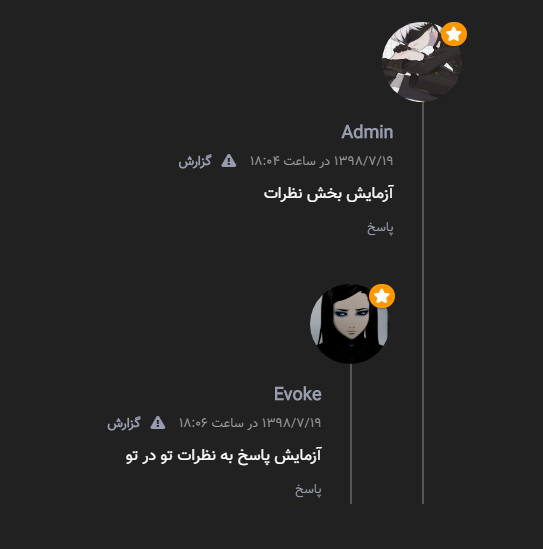 Admin
۱۳۹۸/۷/۱۹ در ساعت ۱۸:۰۴ گزارش
آزمایش بخش نظرات
پاسخ
Evoke
۱۳۹۸/۷/۱۹ در ساعت ۱۸:۰۶ گزارش
آزمایش پاسخ به نظرات تو در تو
پاسخ